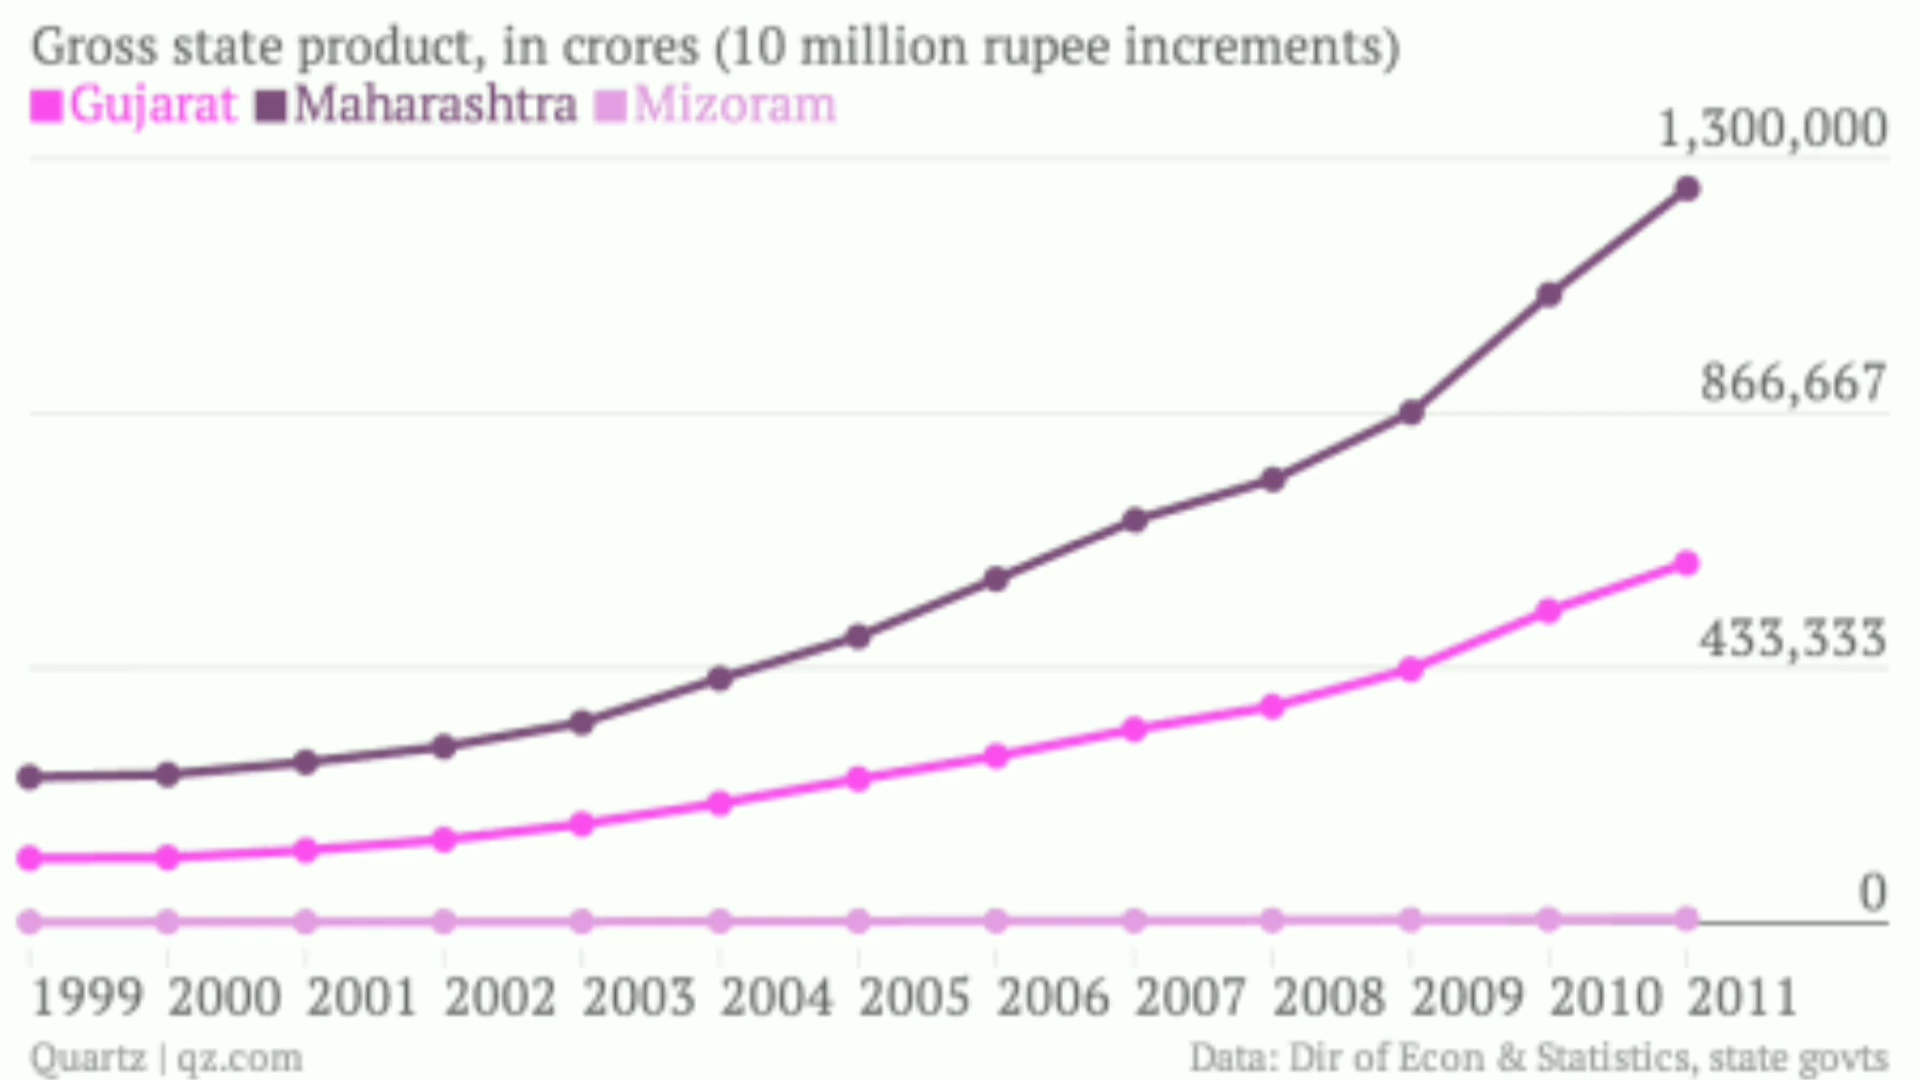 Gross state product, in crores (10 million rupee increments)
Gujarat Maharashtra Mizoram
1,300,000
866,667
433,333
0
1999 2000 2001 2002 2003 2004 2005 2006 2007 2008 2009 2010 2011
Quartz | qz.com Data: Dir of Econ & Statistics, state govts